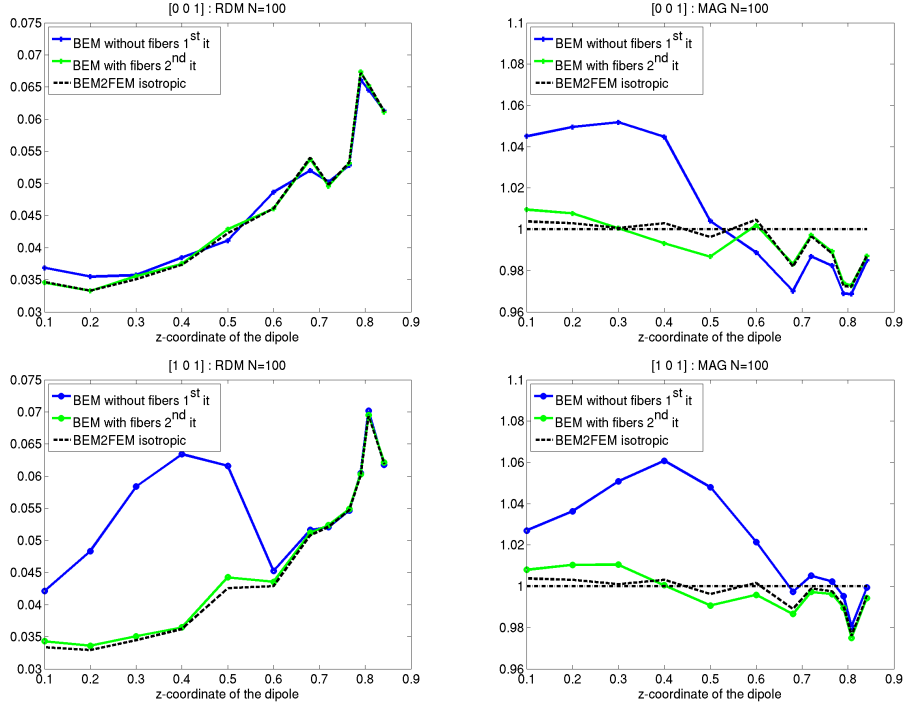 [0 0 1] : RDM N=100
0.075
0.07
0.065
0.06
0.055
0.05
0.045
0.04
0.035
0.03
BEM without fibers 1st it
BEM with fibers 2nd it
BEM2FEM isotropic
0.1 0.2 0.3 0.4 0.5 0.6 0.7 0.8 0.9
z-coordinate of the dipole
[0 0 1] : MAG N=100
1.1
1.08
1.06
1.04
1.02
1
0.98
0.96
BEM without fibers 1st it
BEM with fibers 2nd it
BEM2FEM isotropic
0.1 0.2 0.3 0.4 0.5 0.6 0.7 0.8 0.9
z-coordinate of the dipole
[1 0 1] : RDM N=100
0.075
0.07
0.065
0.06
0.055
0.05
0.045
0.04
0.035
0.03
BEM without fibers 1st it
BEM with fibers 2nd it
BEM2FEM isotropic
0.1 0.2 0.3 0.4 0.5 0.6 0.7 0.8 0.9
z-coordinate of the dipole
[1 0 1] : MAG N=100
1.1
1.08
1.06
1.04
1.02
1
0.98
0.96
BEM without fibers 1st it
BEM with fibers 2nd it
BEM2FEM isotropic
0.1 0.2 0.3 0.4 0.5 0.6 0.7 0.8 0.9
z-coordinate of the dipole